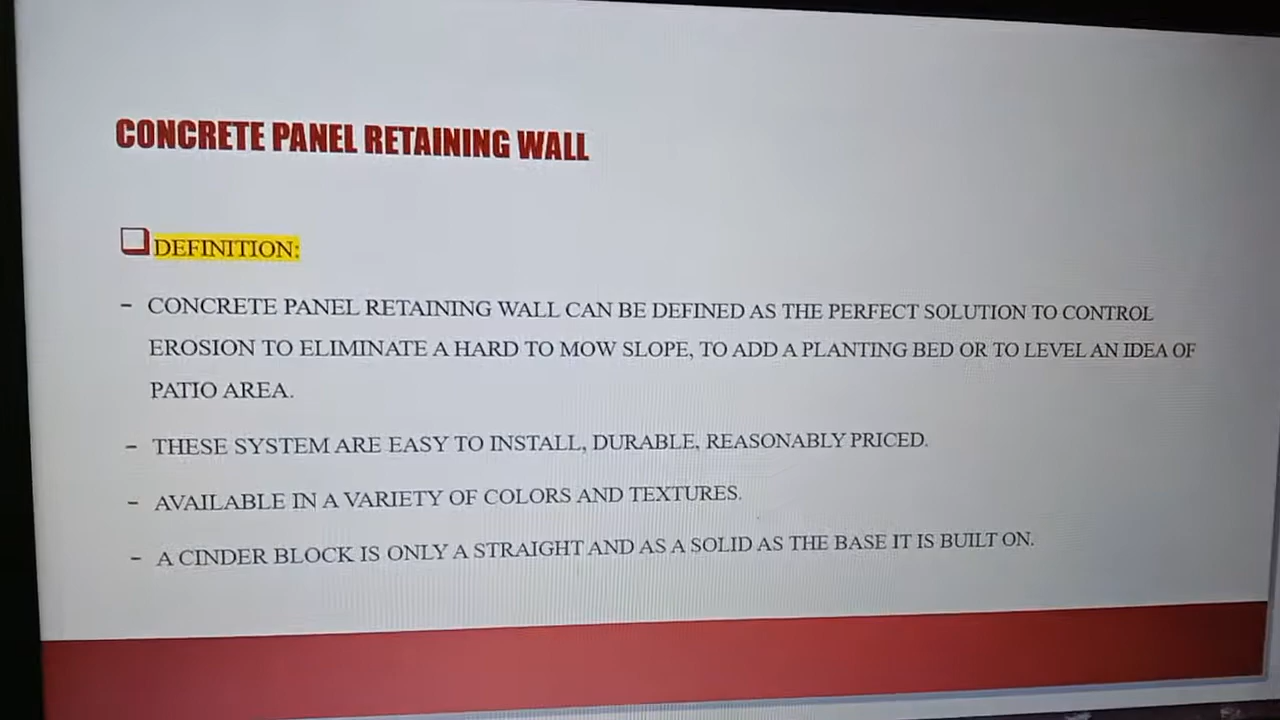 CONCRETE PANEL RETAINING WALL
DEFINITION:
- CONCRETE PANEL RETAINING WALL CAN BE DEFINED AS THE PERFECT SOLUTION TO CONTROL
EROSION TO ELIMINATE A HARD TO MOW SLOPE, TO ADD A PLANTING BED OR TO LEVEL AN IDEA OF
PATIO AREA.
- THESE SYSTEM ARE EASY TO INSTALL, DURABLE, REASONABLY PRICED.
- AVAILABLE IN A VARIETY OF COLORS AND TEXTURES.
- A CINDER BLOCK IS ONLY A STRAIGHT AND AS A SOLID AS THE BASE IT IS BUILT ON.